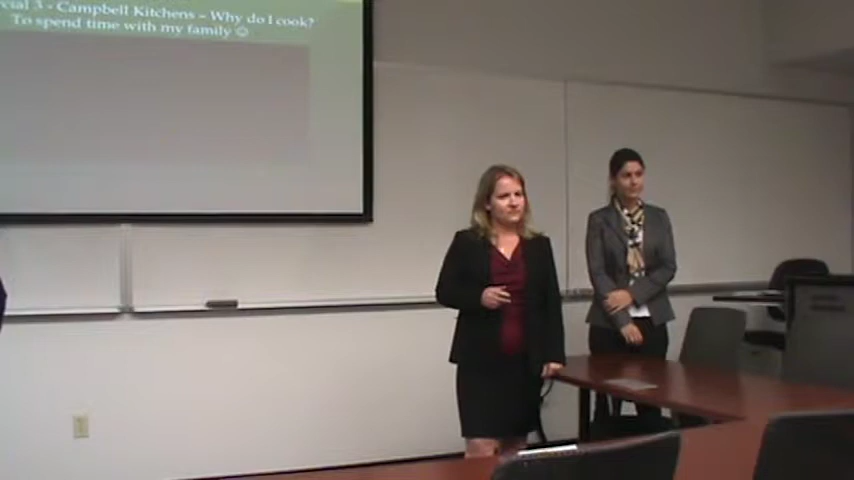 cial 3 - Campbell Kitchens – Why do I cook?
To spend time with my family ☺